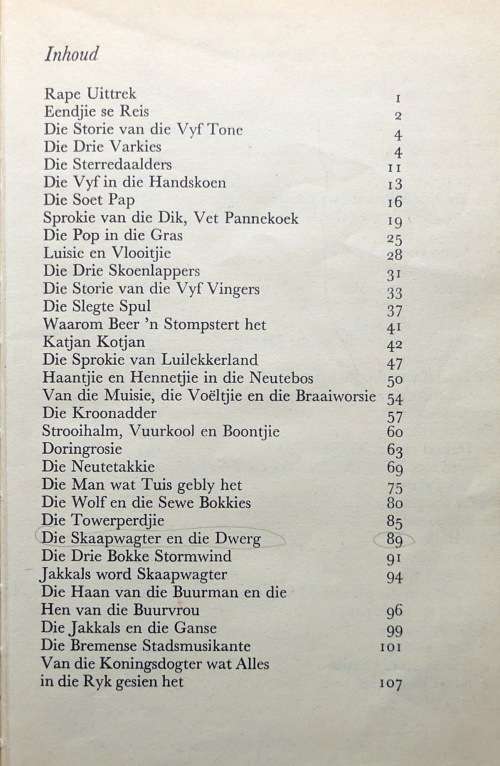 Inhoud
Rape Uittrek 1
Eendjie se Reis 2
Die Storie van die Vyf Tone 4
Die Drie Varkies 4
Die Sterredaalders 11
Die Vyf in die Handskoen 13
Die Soet Pap 16
Sprokie van die Dik, Vet Pannekoek 19
Die Pop in die Gras 25
Luisie en Vlooitjie 28
Die Drie Skoenlappers 31
Die Storie van die Vyf Vingers 33
Die Slegte Spul 37
Waarom Beer 'n Stompstert het 41
Katjan Kotjan 42
Die Sprokie van Luilekkerland 47
Haantjie en Hennetjie in die Neutebos 50
Van die Muisie, die Voëltjie en die Braaiworsie 54
Die Kroonadder 57
Strooihalm, Vuurkool en Boontjie 60
Doringrosie 63
Die Neutetakkie 69
Die Man wat Tuis gebly het 75
Die Wolf en die Sewe Bokkies 80
Die Towerperdjie 85
Die Skaapwagter en die Dwerg 89
Die Drie Bokke Stormwind 91
Jakkals word Skaapwagter 94
Die Haan van die Buurman en die
Hen van die Buurvrou 96
Die Jakkals en die Ganse 99
Die Bremense Stadsmusikante 101
Van die Koningsdogter wat Alles
in die Ryk gesien het 107